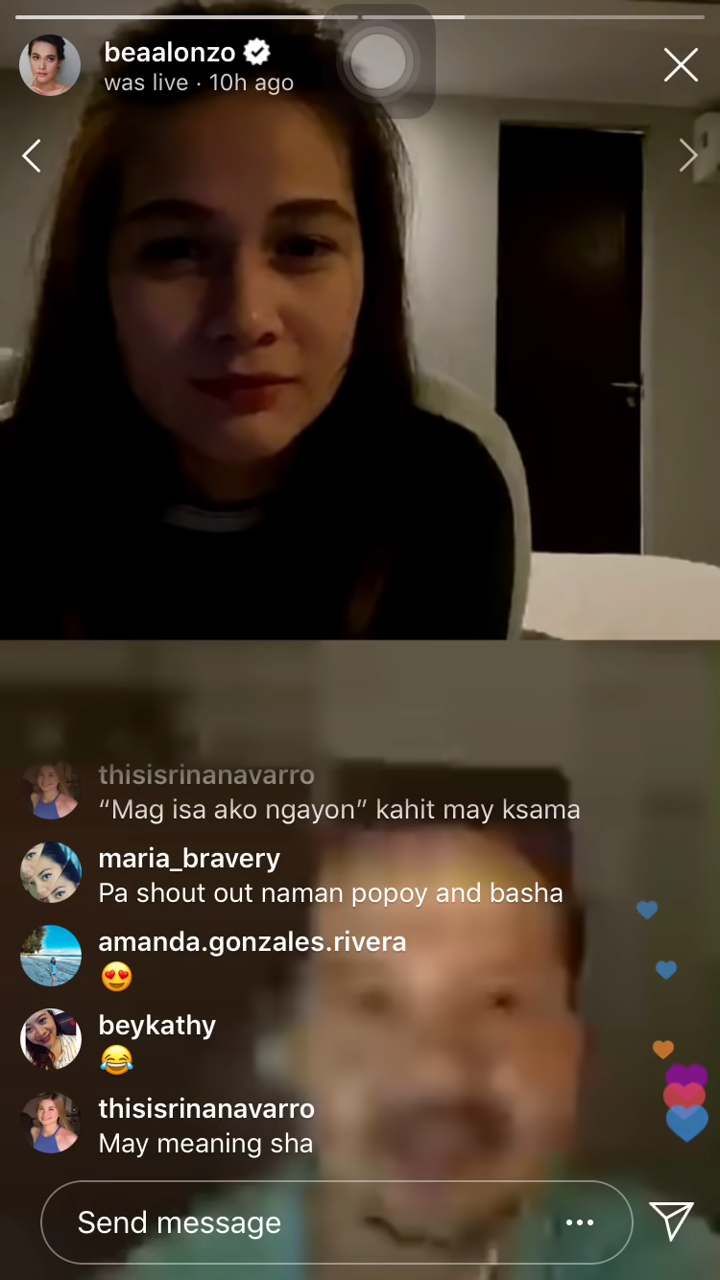 beaalonzo
was live · 10h ago
thisisrinanavarro
“Mag isa ako ngayon” kahit may ksama
maria_bravery
Pa shout out naman popoy and basha
amanda.gonzales.rivera
😍
beykathy
😂
thisisrinanavarro
May meaning sha
Send message